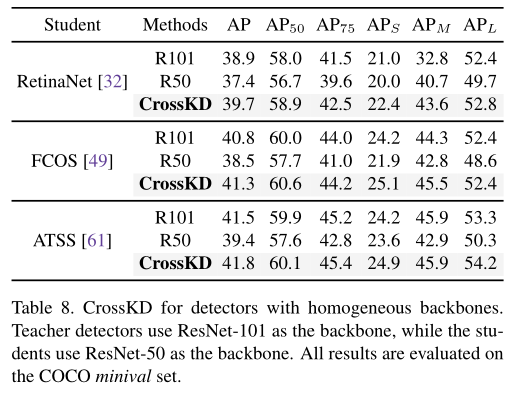 Student Methods AP AP50 AP75 APS APM APL
R101 38.9 58.0 41.5 21.0 32.8 52.4
RetinaNet [32] R50 37.4 56.7 39.6 20.0 40.7 49.7
CrossKD 39.7 58.9 42.5 22.4 43.6 52.8
R101 40.8 60.0 44.0 24.2 44.3 52.4
FCOS [49] R50 38.5 57.7 41.0 21.9 42.8 48.6
CrossKD 41.3 60.6 44.2 25.1 45.5 52.4
R101 41.5 59.9 45.2 24.2 45.9 53.3
ATSS [61] R50 39.4 57.6 42.8 23.6 42.9 50.3
CrossKD 41.8 60.1 45.4 24.9 45.9 54.2
Table 8. CrossKD for detectors with homogeneous backbones.
Teacher detectors use ResNet-101 as the backbone, while the stu-
dents use ResNet-50 as the backbone. All results are evaluated on
the COCO minival set.